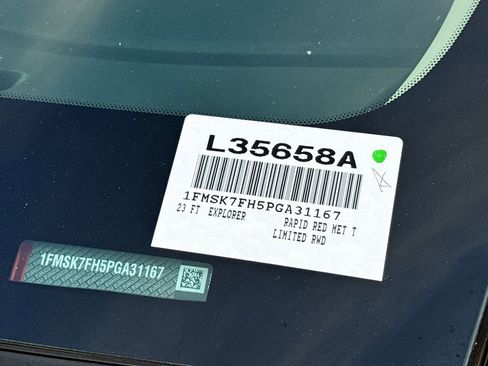 L35658A
1FMSK7FH5PGA31167
23 FT EXPLORER RAPID RED MET T
LIMITED RWD
1FMSK7FH5PGA31167